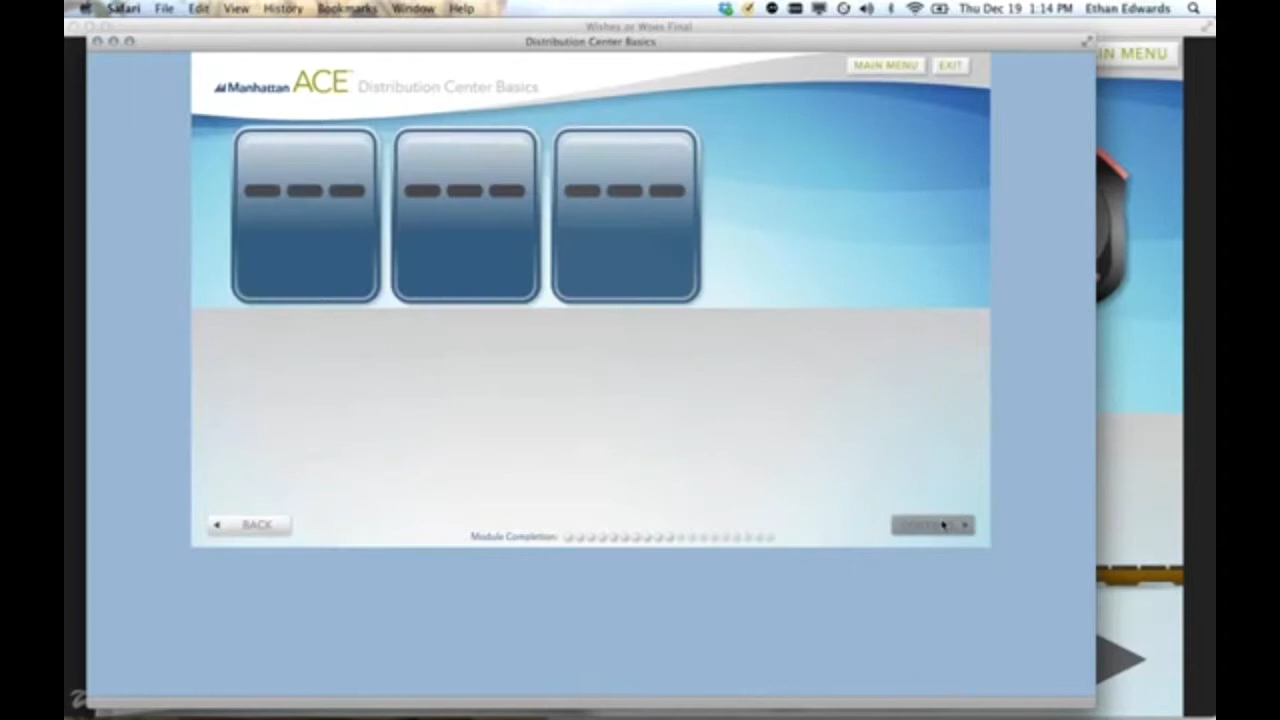 Safari File Edit View History Bookmarks Window Help Thu Dec 19 1:14 PM Ethan Edwards
Wishes or Woes Final
Distribution Center Basics
IN MENU
MAIN MENU EXIT
Manhattan ACE Distribution Center Basics
BACK
Module Completion: